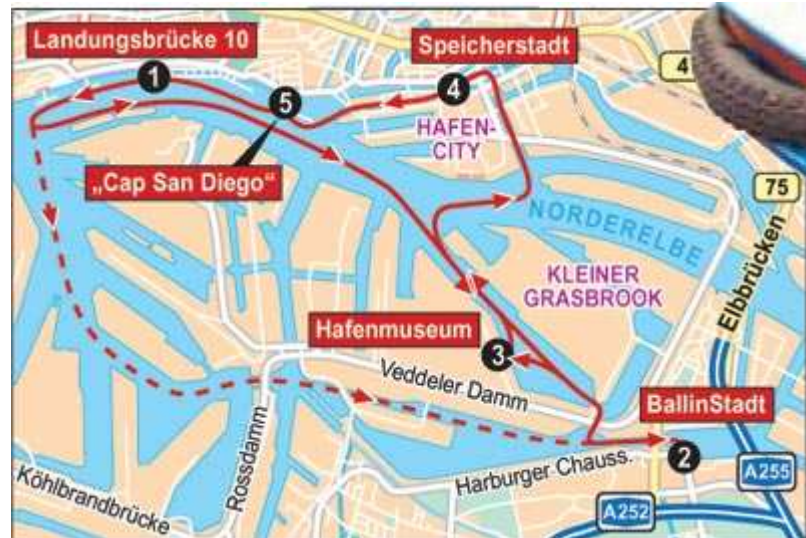 Landungsbrücke 10
Speicherstadt
4
1
4
5
HAFEN-
CITY
„Cap San Diego“
75
NORDERELBE
Elbbrücken
KLEINER
GRASBROOK
Hafenmuseum
3
Veddeler Damm
BallinStadt
Rossdamm
2
Harburger Chauss.
A255
Köhlbrandbrücke
A252